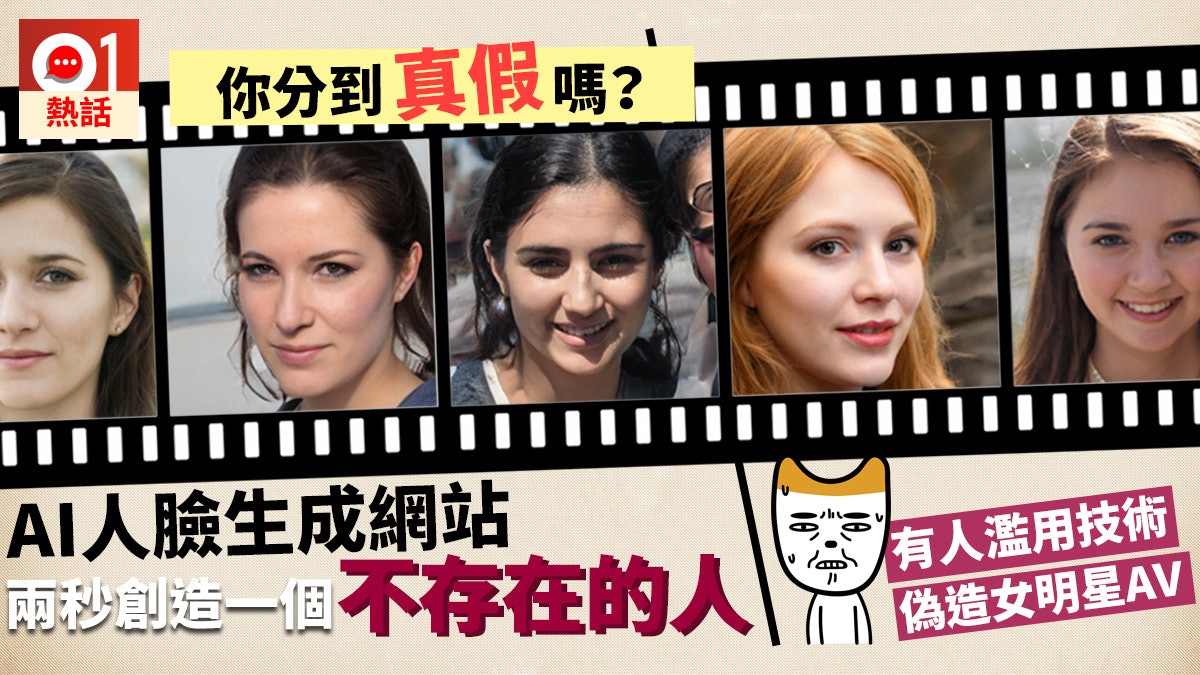 01
熱話
你分到真假嗎？
AI人臉生成網站
兩秒創造一個不存在的人
有人濫用技術
偽造女明星AV